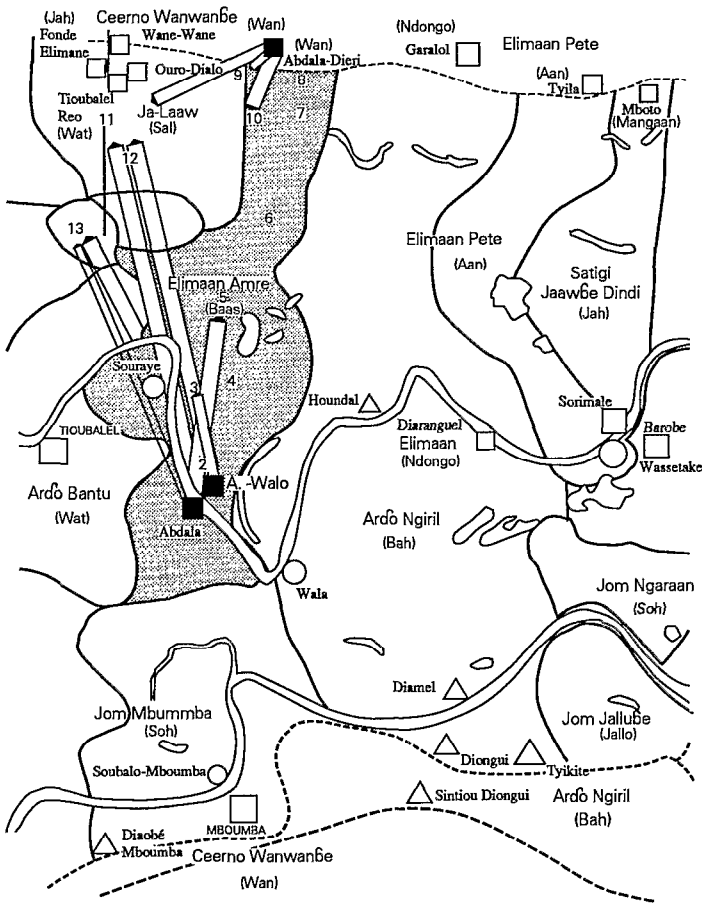 (Jah)
Fonde
Elimane
Ceerno Wanwanɓe
Wane-Wane
(Wan)
(Wan)
Abdala-Dieri
(Ndongo)
Garalol
Elimaan Pete
(Aan)
Tyila
Mboto
(Mangaan)
Ouro-Dialo
Tioubalel
Reo
(Wat)
11
Ja-Laaw
(Sal)
9
8
10
7
12
13
6
Elimaan Pete
(Aan)
Satigi
Jaawɓe Dindi
(Jah)
Elimaan Amre
5
(Baas)
4
3
2
Souraye
Houndal
Diaranguel
Elimaan
(Ndongo)
Sorimale
Barobe
Wassetake
TIOUBALEL
Ardo Bantu
(Wat)
A.-Walo
Abdala
Ardo Ngiril
(Bah)
Wala
Jom Ngaraan
(Soh)
Diamel
Jom Mbummba
(Soh)
Jom Jalluɓe
(Jallo)
Soubalo-Mboumba
Diongui
Tyikite
Sintiou Diongui
Ardo Ngiril
(Bah)
MBOUMBA
Diaobé
Mboumba
Ceerno Wanwanɓe
(Wan)